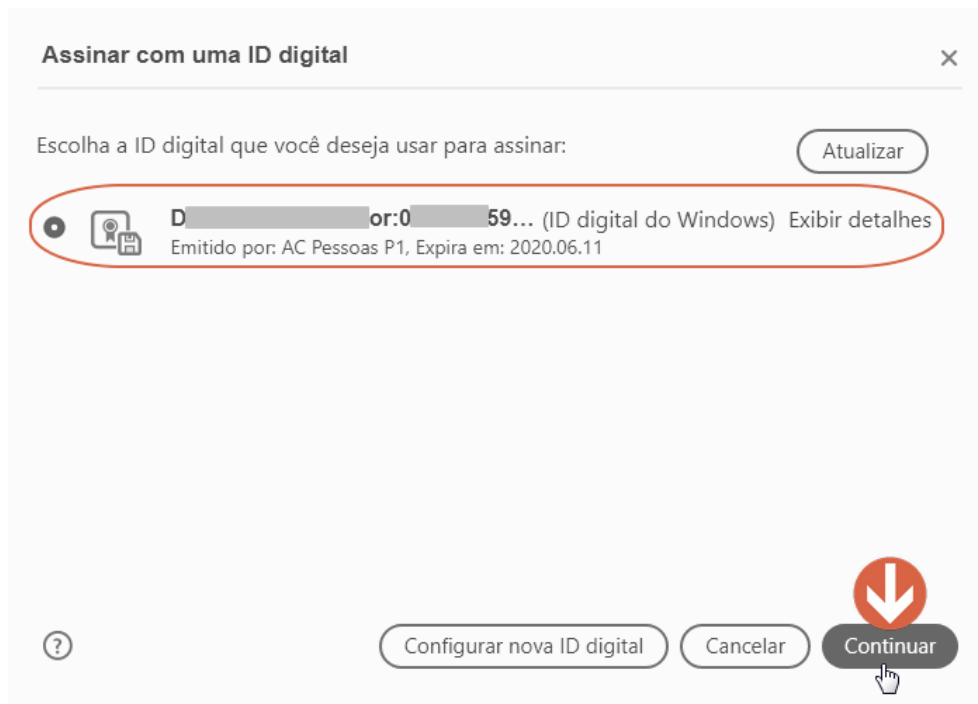 Assinar com uma ID digital
Escolha a ID digital que você deseja usar para assinar:
Atualizar
D or:0 59... (ID digital do Windows) Exibir detalhes
Emitido por: AC Pessoas P1, Expira em: 2020.06.11
? Configurar nova ID digital Cancelar Continuar